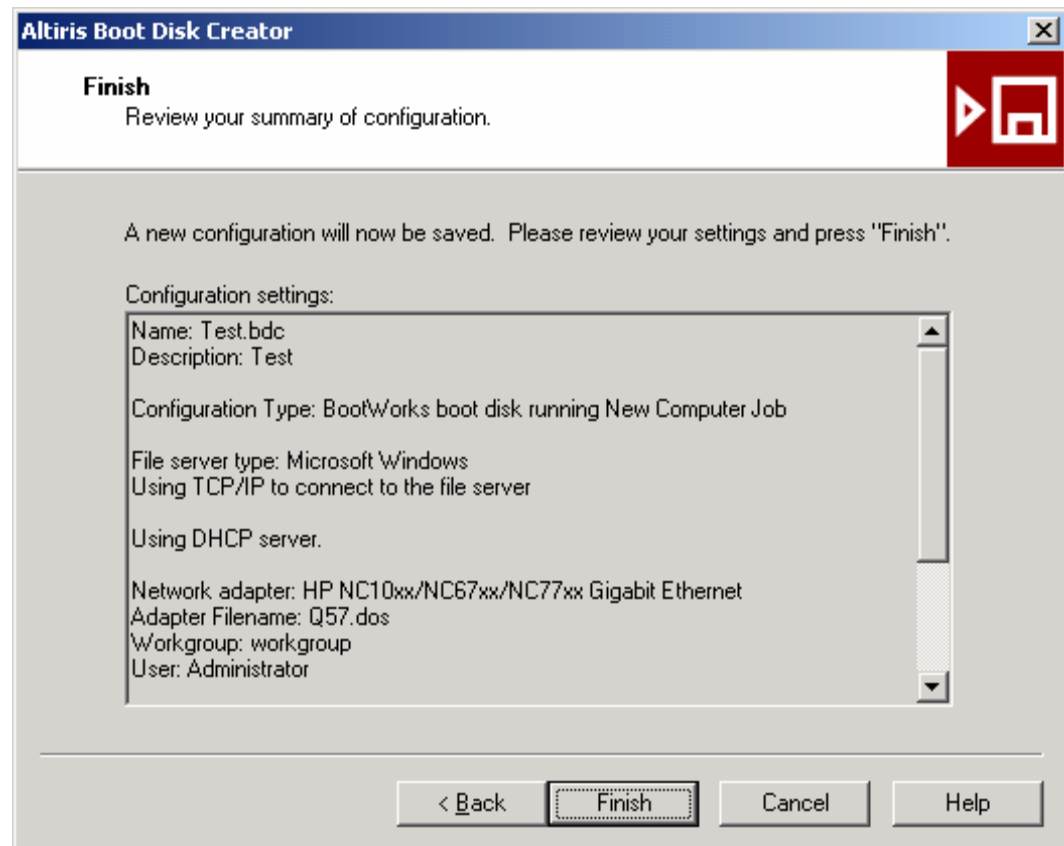 Altiris Boot Disk Creator
Finish
Review your summary of configuration.
A new configuration will now be saved.  Please review your settings and press "Finish".
Configuration settings:
Name: Test.bdc
Description: Test
Configuration Type: BootWorks boot disk running New Computer Job
File server type: Microsoft Windows
Using TCP/IP to connect to the file server
Using DHCP server.
Network adapter: HP NC10xx/NC67xx/NC77xx Gigabit Ethernet
Adapter Filename: Q57.dos
Workgroup: workgroup
User: Administrator
< Back Finish Cancel Help